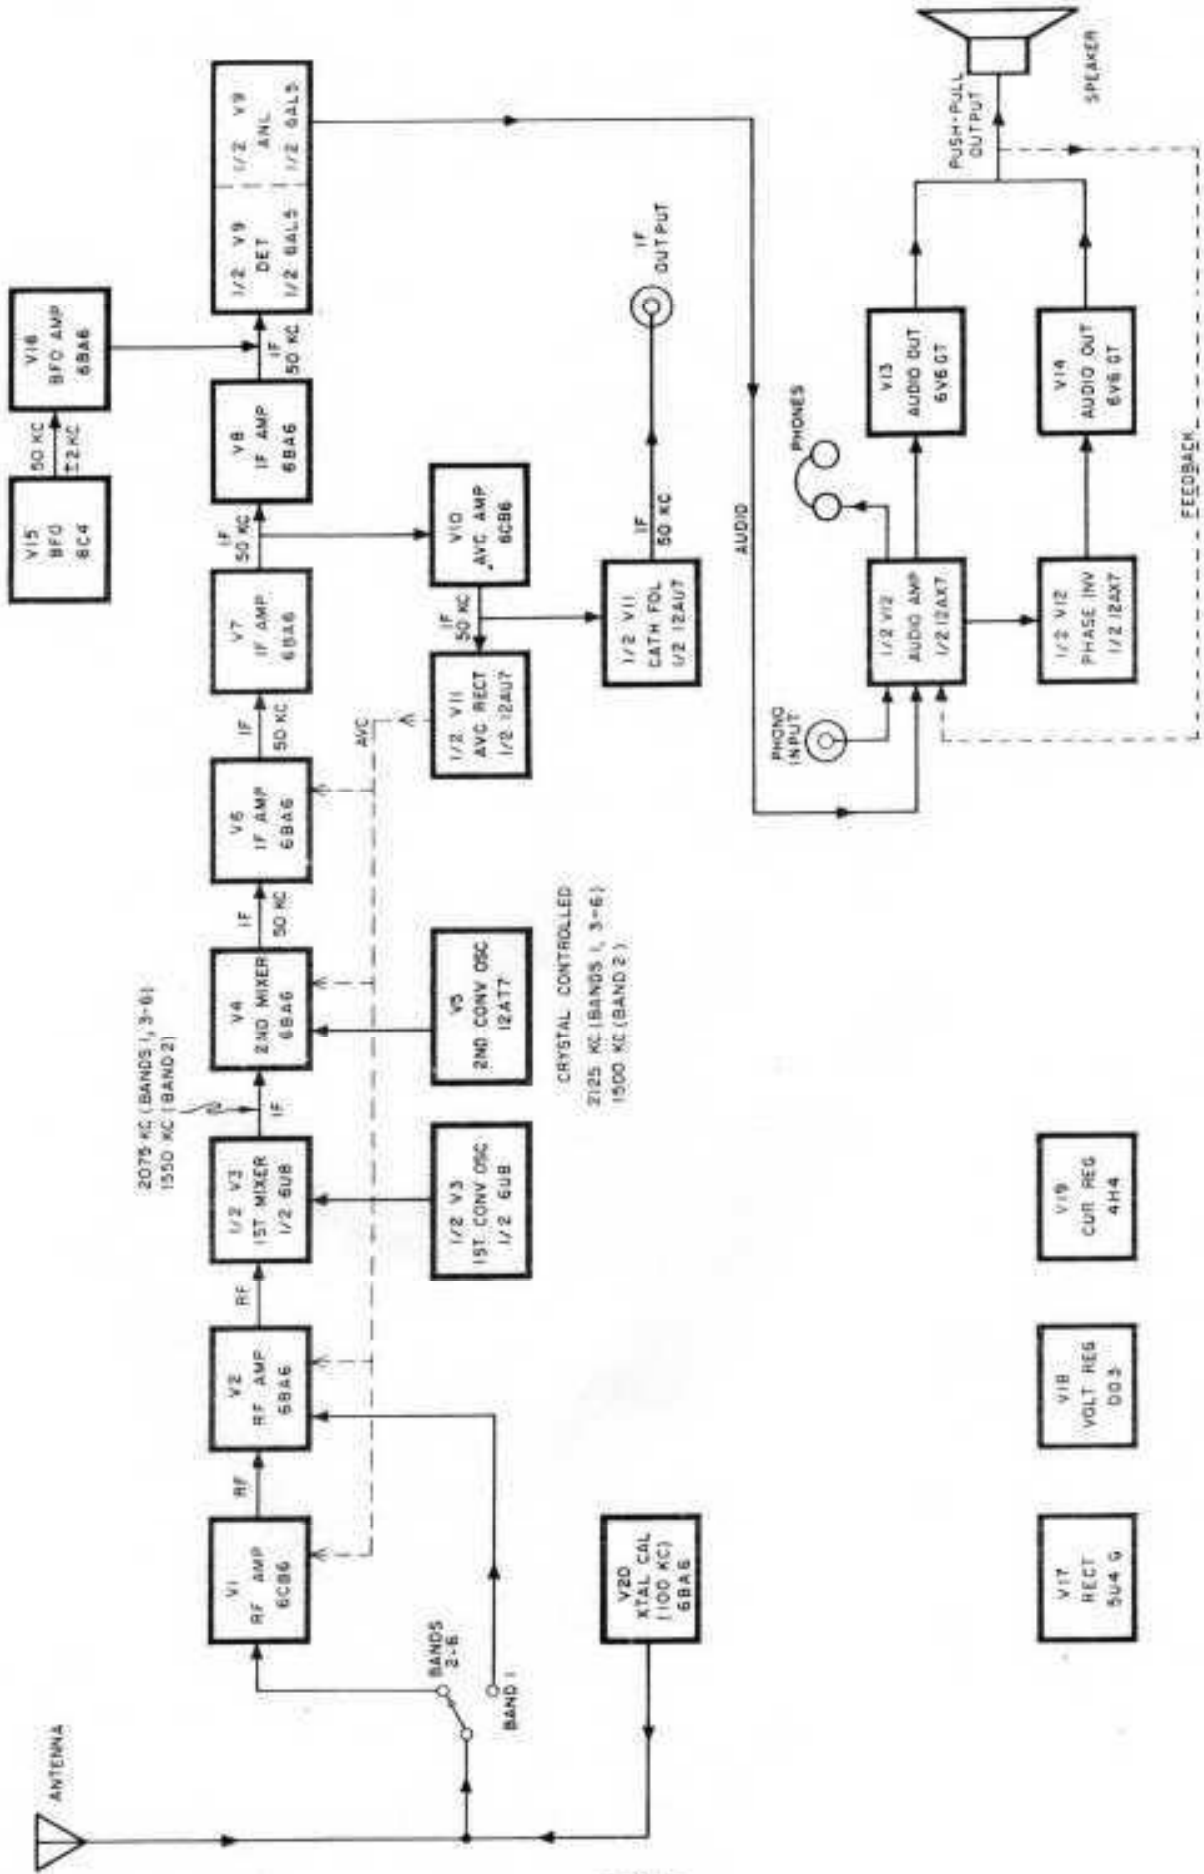 ANTENNA
BANDS
2-6
BAND 1
V1
RF AMP
6CB6
RF
V2
RF AMP
6BA6
RF
1/2 V3
1ST MIXER
1/2 6U8
2075 KC (BANDS 1, 3-6)
1550 KC (BAND 2)
IF
V4
2ND MIXER
6BA6
IF
50 KC
V6
IF AMP
6BA6
IF
50 KC
V7
IF AMP
6BA6
IF
50 KC
V8
IF AMP
6BA6
IF
50 KC
1/2 V9
DET
1/2 6AL5
1/2 V9
ANL
1/2 6AL5
V15
BFO
6C4
50 KC
±2 KC
V16
BFO AMP
6BA6
1/2 V3
1ST CONV OSC
1/2 6U8
V5
2ND CONV OSC
12AT7
CRYSTAL CONTROLLED
2125 KC (BANDS 1, 3-6)
1500 KC (BAND 2)
AVC
1/2 V11
AVC RECT
1/2 12AU7
IF
50 KC
V10
AVC AMP
6CB6
1/2 V11
CATH FOL
1/2 12AU7
IF
50 KC
IF
OUTPUT
V20
XTAL CAL
(100 KC)
6BA6
AUDIO
PHONO
INPUT
PHONES
1/2 V12
AUDIO AMP
1/2 12AX7
V13
AUDIO OUT
6V6 GT
1/2 V12
PHASE INV
1/2 12AX7
V14
AUDIO OUT
6V6 GT
PUSH-PULL
OUTPUT
SPEAKER
FEEDBACK
V17
RECT
5U4 G
V18
VOLT REG
OD3
V19
CUR REG
4H4